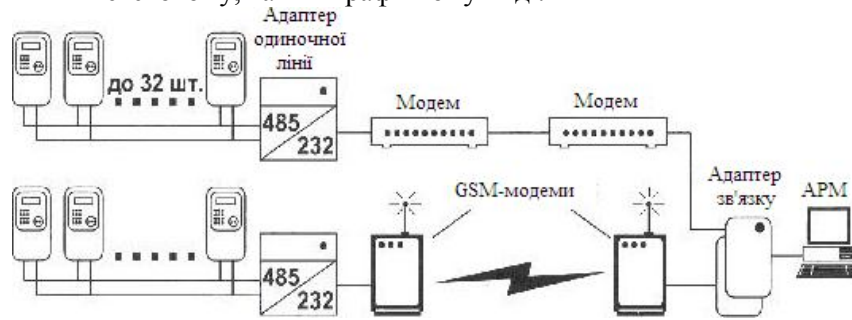 Адаптер
одиночної
лінії
до 32 шт.
Модем
Модем
485
232
GSM-модеми
Адаптер
зв'язку
АРМ
485
232